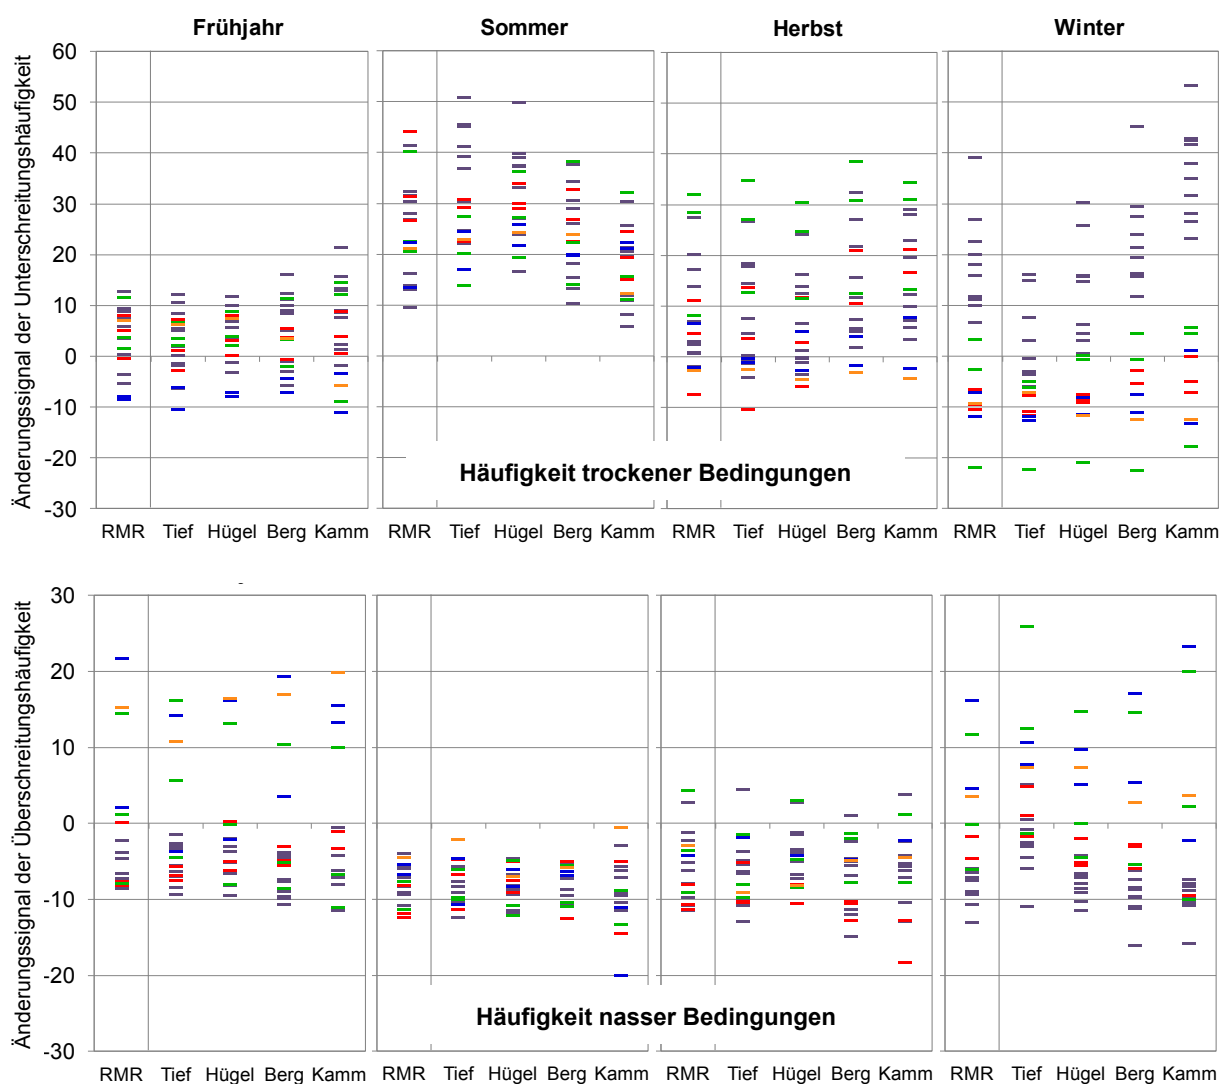 Frühjahr Sommer Herbst Winter
Änderungssignal der Unterschreitungshäufigkeit
60
50
40
30
20
10
0
-10
-20
-30
Häufigkeit trockener Bedingungen
RMR Tief Hügel Berg Kamm RMR Tief Hügel Berg Kamm RMR Tief Hügel Berg Kamm RMR Tief Hügel Berg Kamm
Änderungssignal der Überschreitungshäufigkeit
30
20
10
0
-10
-20
-30
Häufigkeit nasser Bedingungen
RMR Tief Hügel Berg Kamm RMR Tief Hügel Berg Kamm RMR Tief Hügel Berg Kamm RMR Tief Hügel Berg Kamm